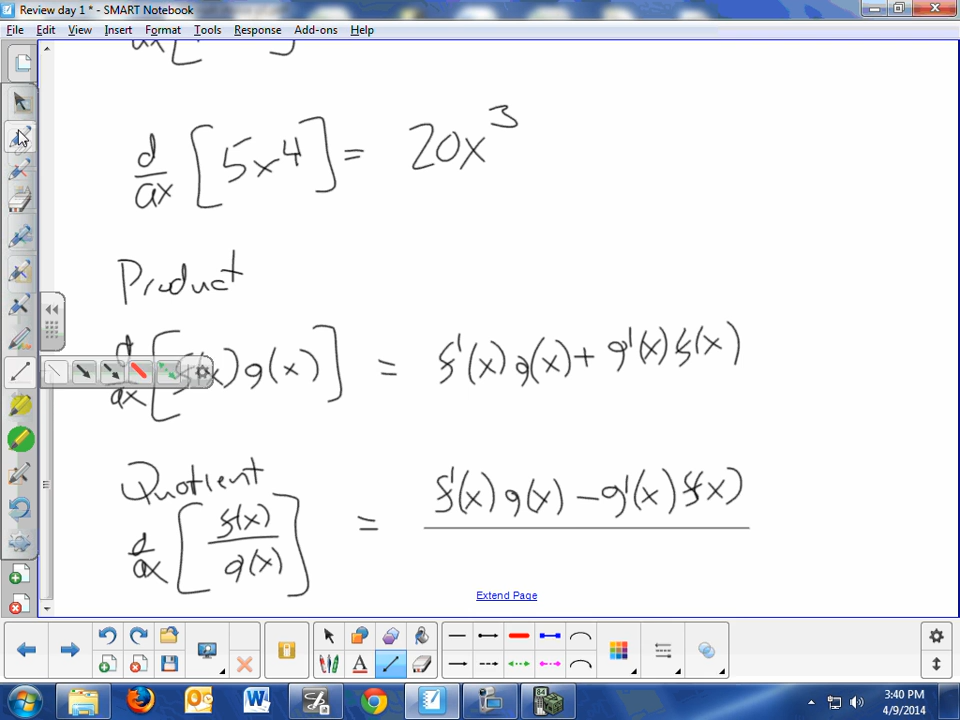 Review day 1 * - SMART Notebook
File Edit View Insert Format Tools Response Add-ons Help
d/dx [5x⁴] = 20x³
Product
d/dx [f(x)g(x)] = f'(x)g(x) + g'(x)f(x)
Quotient
d/dx [f(x)/g(x)] = f'(x)g(x) - g'(x)f(x)
Extend Page
3:40 PM
4/9/2014